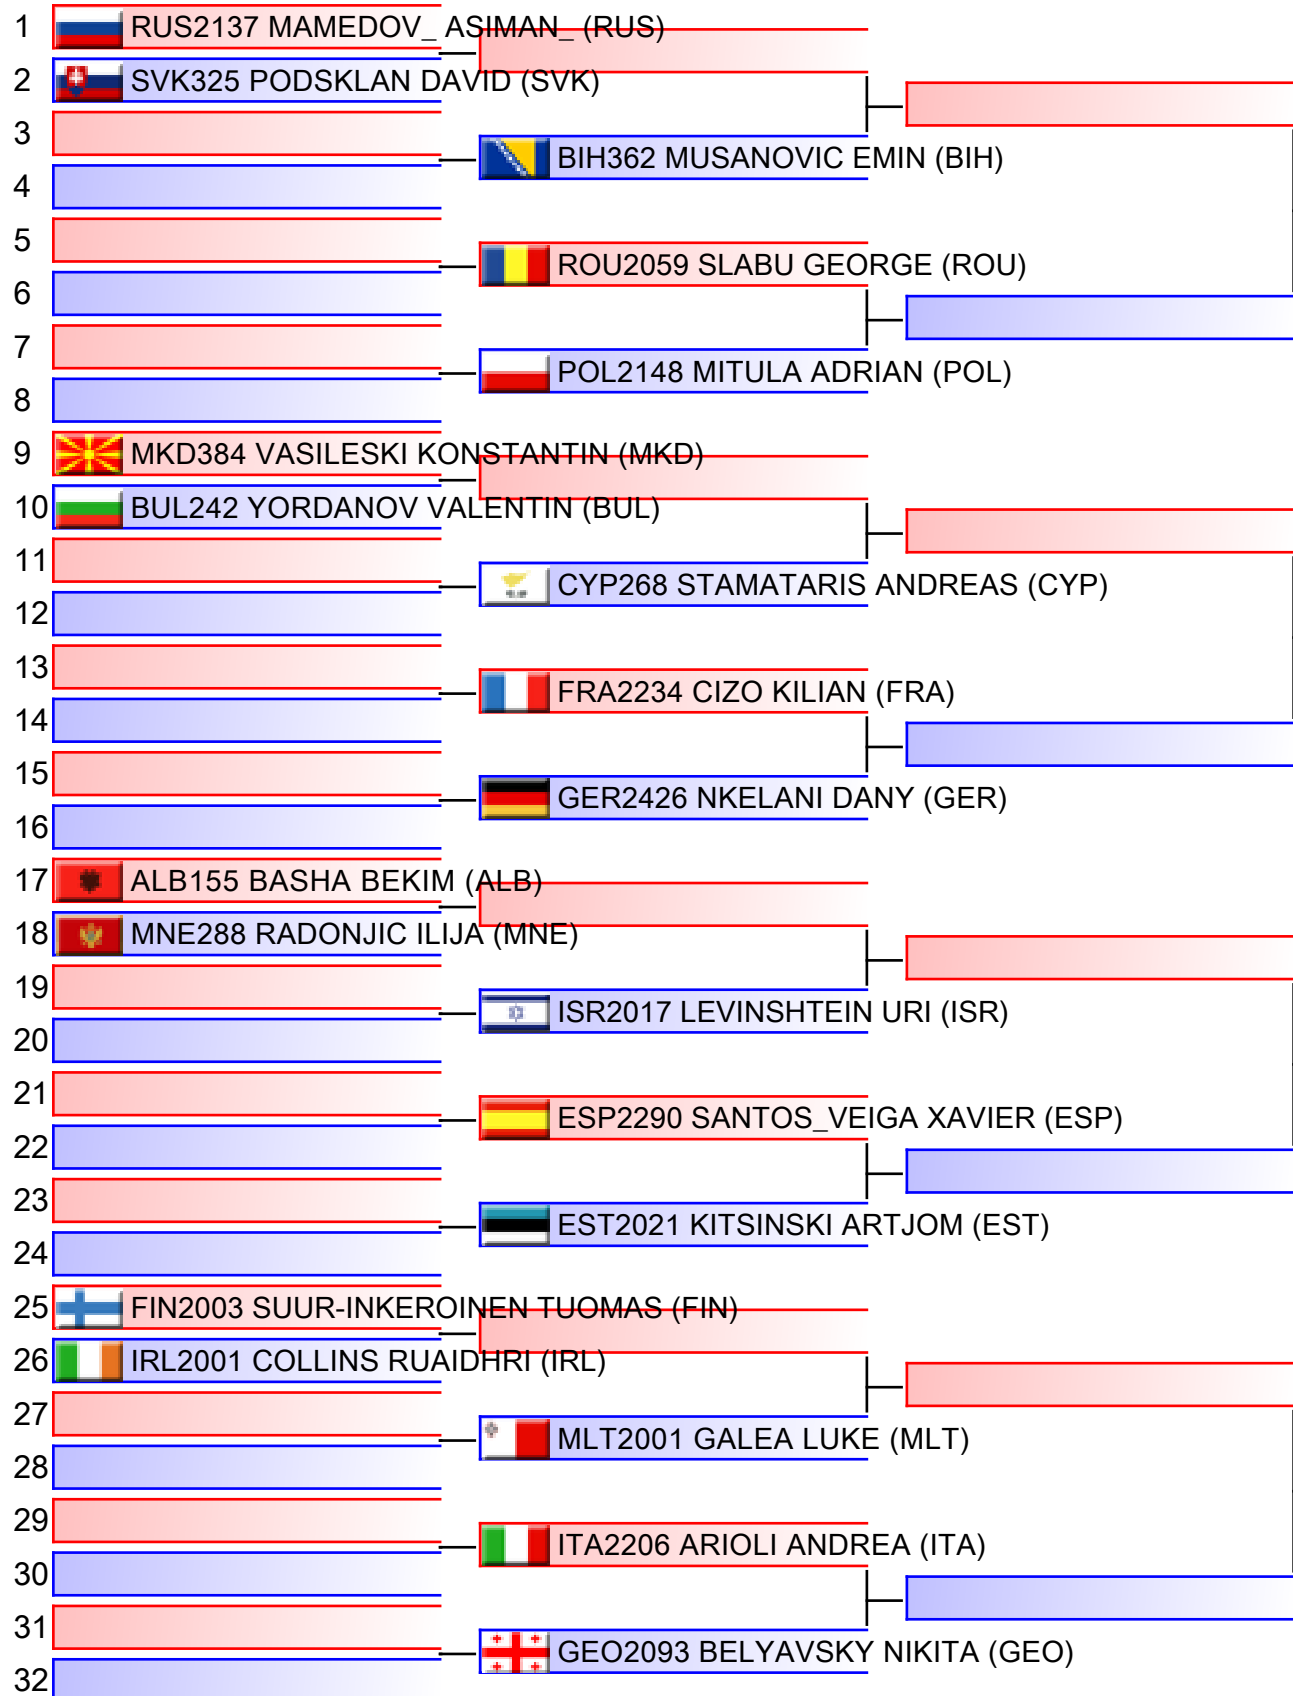 1 RUS2137 MAMEDOV_ ASIMAN_ (RUS)
2 SVK325 PODSKLAN DAVID (SVK)
3
BIH362 MUSANOVIC EMIN (BIH)
4
5
ROU2059 SLABU GEORGE (ROU)
6
7
POL2148 MITULA ADRIAN (POL)
8
9 MKD384 VASILESKI KONSTANTIN (MKD)
10 BUL242 YORDANOV VALENTIN (BUL)
11
CYP268 STAMATARIS ANDREAS (CYP)
12
13
FRA2234 CIZO KILIAN (FRA)
14
15
GER2426 NKELANI DANY (GER)
16
17 ALB155 BASHA BEKIM (ALB)
18 MNE288 RADONJIC ILIJA (MNE)
19
ISR2017 LEVINSHTEIN URI (ISR)
20
21
ESP2290 SANTOS_VEIGA XAVIER (ESP)
22
23
EST2021 KITSINSKI ARTJOM (EST)
24
25 FIN2003 SUUR-INKEROINEN TUOMAS (FIN)
26 IRL2001 COLLINS RUAIDHRI (IRL)
27
MLT2001 GALEA LUKE (MLT)
28
29
ITA2206 ARIOLI ANDREA (ITA)
30
31
GEO2093 BELYAVSKY NIKITA (GEO)
32